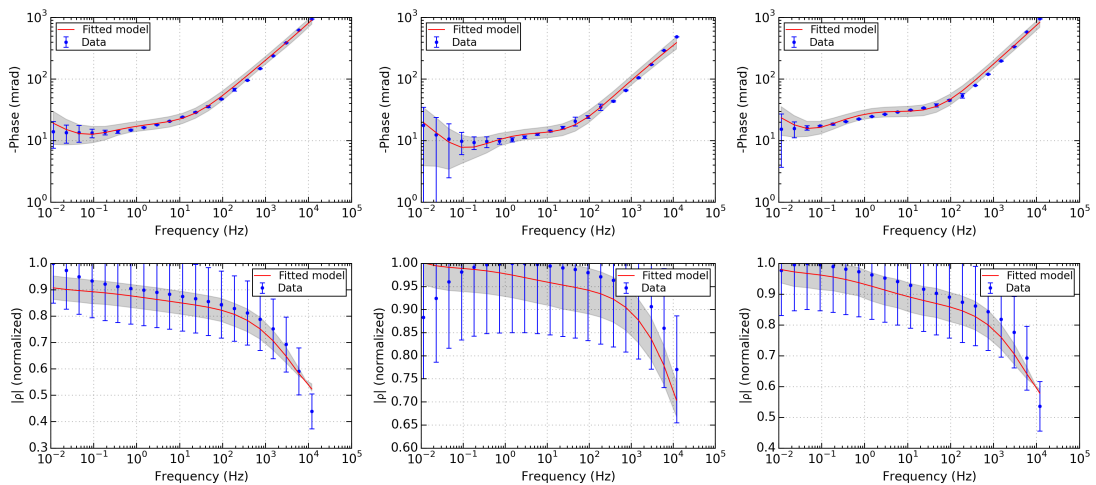 -Phase (mrad)
10³
10²
10¹
10⁰
Fitted model
Data
10⁻² 10⁻¹ 10⁰ 10¹ 10² 10³ 10⁴ 10⁵
Frequency (Hz)
-Phase (mrad)
10³
10²
10¹
10⁰
Fitted model
Data
10⁻² 10⁻¹ 10⁰ 10¹ 10² 10³ 10⁴ 10⁵
Frequency (Hz)
-Phase (mrad)
10³
10²
10¹
10⁰
Fitted model
Data
10⁻² 10⁻¹ 10⁰ 10¹ 10² 10³ 10⁴ 10⁵
Frequency (Hz)
|ρ| (normalized)
1.0
0.9
0.8
0.7
0.6
0.5
0.4
0.3
Fitted model
Data
10⁻² 10⁻¹ 10⁰ 10¹ 10² 10³ 10⁴ 10⁵
Frequency (Hz)
|ρ| (normalized)
1.00
0.95
0.90
0.85
0.80
0.75
0.70
0.65
0.60
Fitted model
Data
10⁻² 10⁻¹ 10⁰ 10¹ 10² 10³ 10⁴ 10⁵
Frequency (Hz)
|ρ| (normalized)
1.0
0.9
0.8
0.7
0.6
0.5
0.4
Fitted model
Data
10⁻² 10⁻¹ 10⁰ 10¹ 10² 10³ 10⁴ 10⁵
Frequency (Hz)